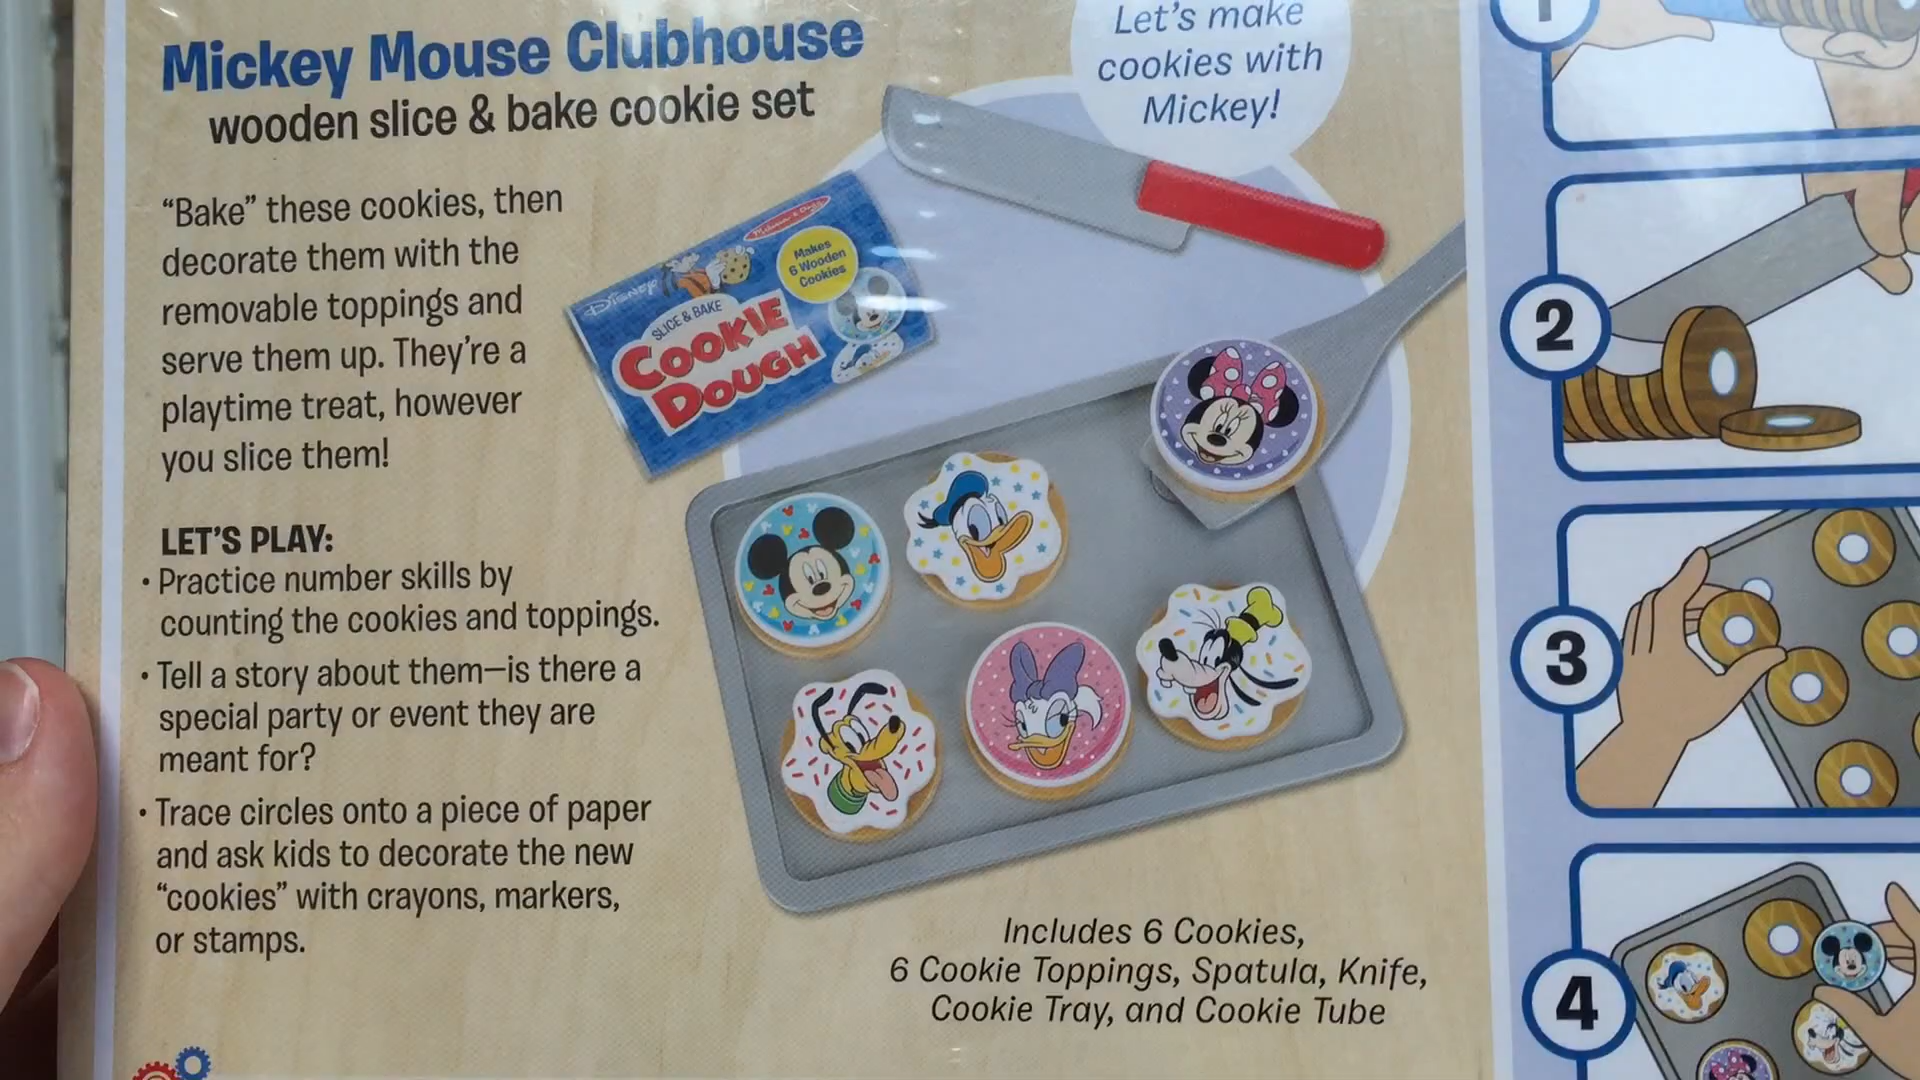 Mickey Mouse Clubhouse
wooden slice & bake cookie set
“Bake” these cookies, then
decorate them with the
removable toppings and
serve them up. They’re a
playtime treat, however
you slice them!
LET’S PLAY:
• Practice number skills by
counting the cookies and toppings.
• Tell a story about them—is there a
special party or event they are
meant for?
• Trace circles onto a piece of paper
and ask kids to decorate the new
“cookies” with crayons, markers,
or stamps.
Let’s make
cookies with
Mickey!
Melissa & Doug
Makes
6 Wooden
Cookies
Disney
SLICE & BAKE
COOKIE
DOUGH
Includes 6 Cookies,
6 Cookie Toppings, Spatula, Knife,
Cookie Tray, and Cookie Tube
1
2
3
4